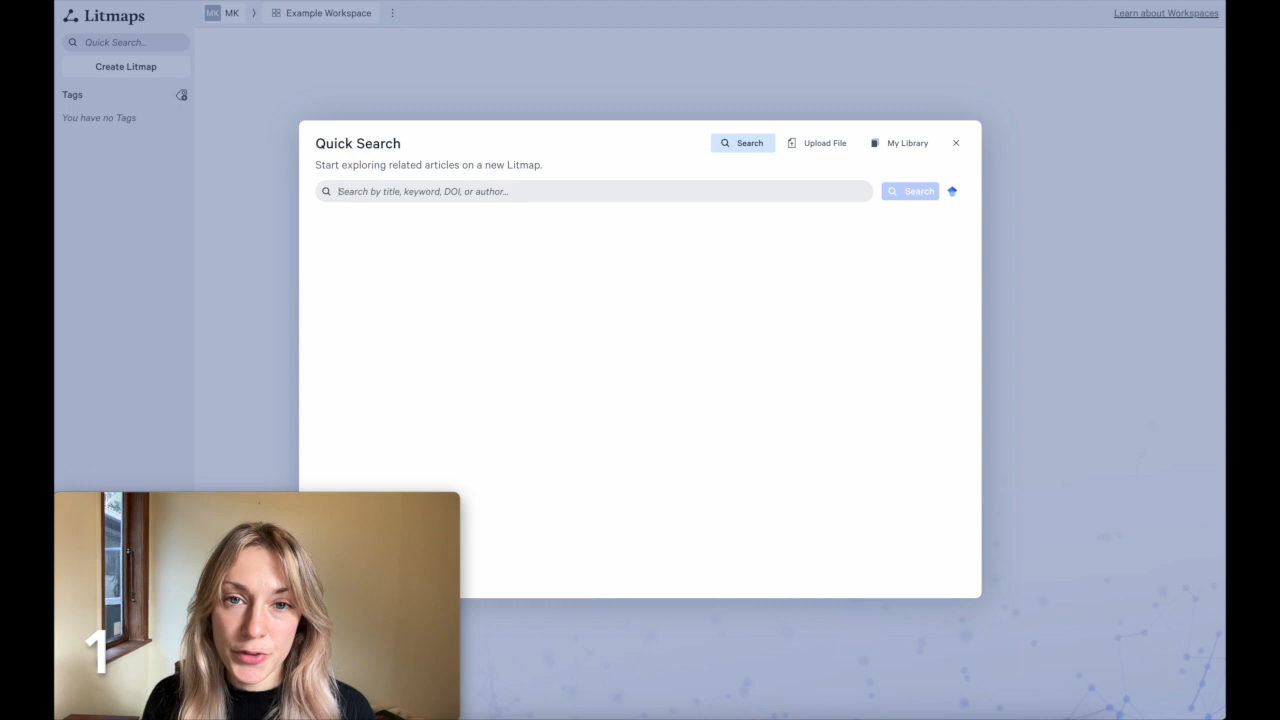 Litmaps
MK MK 〉 Example Workspace
Learn about Workspaces
Quick Search...
Create Litmap
Tags
You have no Tags
Quick Search
Search
Upload File
My Library
Start exploring related articles on a new Litmap.
Search by title, keyword, DOI, or author...
Search
1